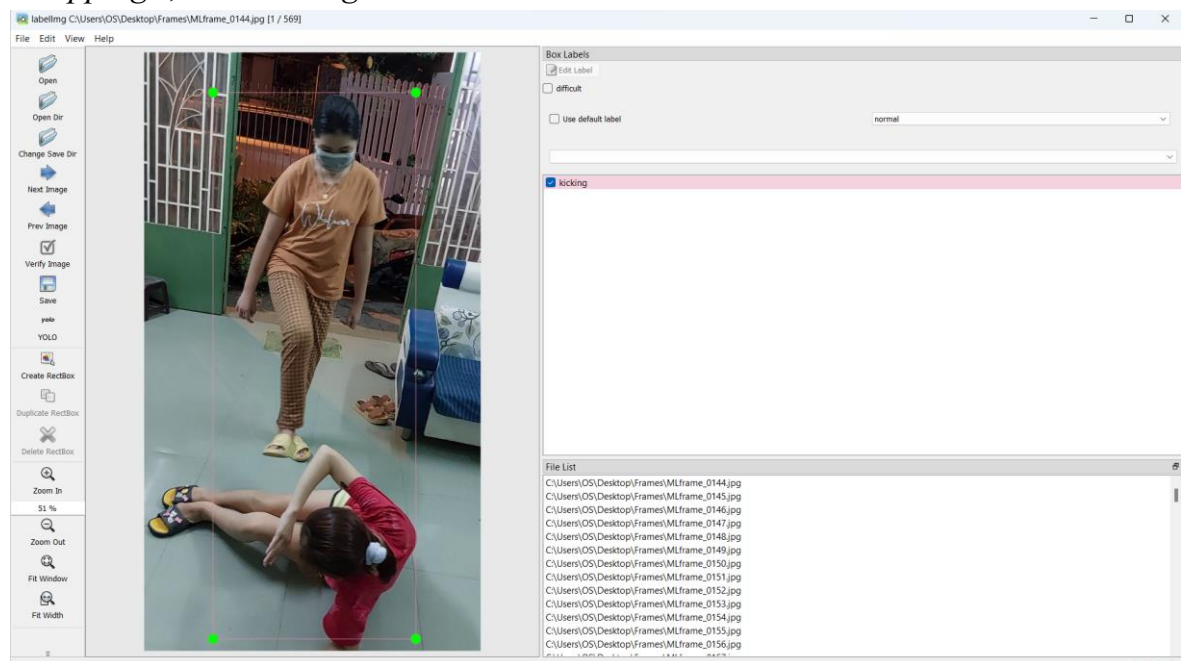 labelImg C:\Users\OS\Desktop\Frames\MLframe_0144.jpg [1 / 569]
File Edit View Help
Open
Open Dir
Change Save Dir
Next Image
Prev Image
Verify Image
Save
yolo
YOLO
Create RectBox
Duplicate RectBox
Delete RectBox
Zoom In
51 %
Zoom Out
Fit Window
Fit Width
Box Labels
Edit Label
difficult
Use default label
normal
kicking
File List
C:\Users\OS\Desktop\Frames\MLframe_0144.jpg
C:\Users\OS\Desktop\Frames\MLframe_0145.jpg
C:\Users\OS\Desktop\Frames\MLframe_0146.jpg
C:\Users\OS\Desktop\Frames\MLframe_0147.jpg
C:\Users\OS\Desktop\Frames\MLframe_0148.jpg
C:\Users\OS\Desktop\Frames\MLframe_0149.jpg
C:\Users\OS\Desktop\Frames\MLframe_0150.jpg
C:\Users\OS\Desktop\Frames\MLframe_0151.jpg
C:\Users\OS\Desktop\Frames\MLframe_0152.jpg
C:\Users\OS\Desktop\Frames\MLframe_0153.jpg
C:\Users\OS\Desktop\Frames\MLframe_0154.jpg
C:\Users\OS\Desktop\Frames\MLframe_0155.jpg
C:\Users\OS\Desktop\Frames\MLframe_0156.jpg